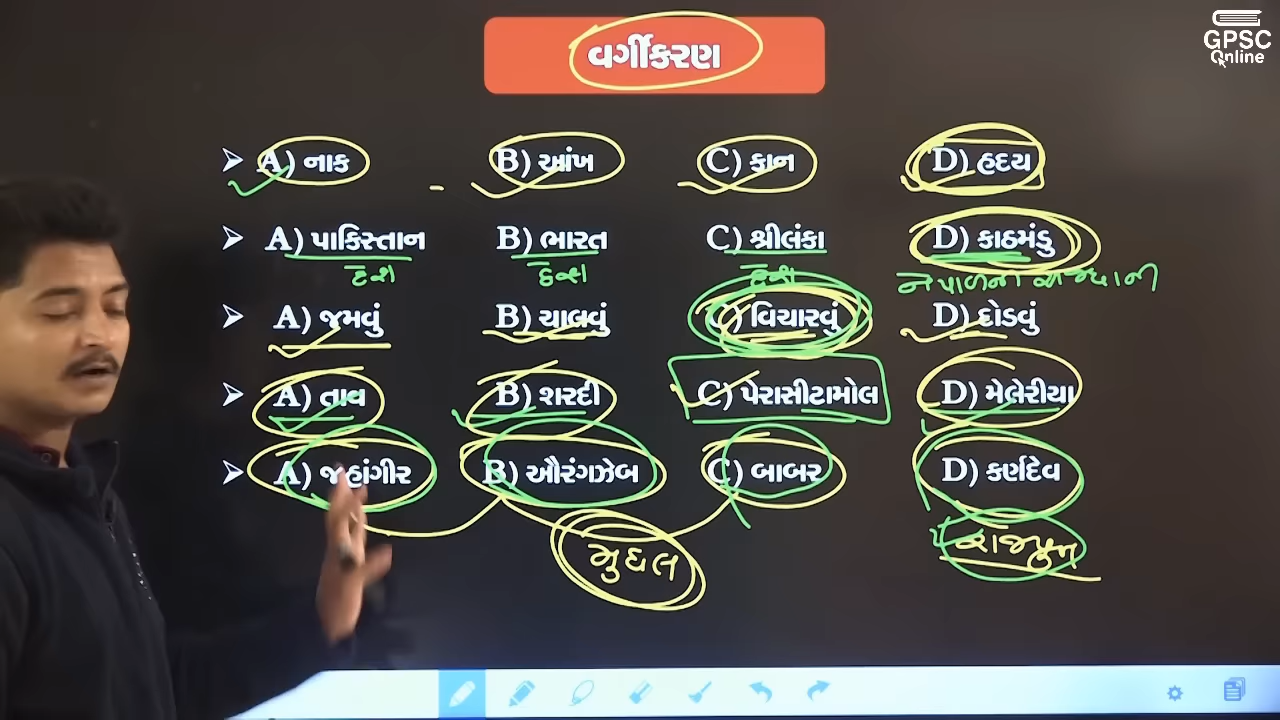 GPSC
Online
વર્ગીકરણ
➤ A) નાક B) આંખ C) કાન D) હૃદય
➤ A) પાકિસ્તાન B) ભારત C) શ્રીલંકા D) કાઠમંડુ
દેશ દેશ દેશ નેપાળની રાજધાની
➤ A) જમવું B) ચાલવું C) વિચારવું D) દોડવું
➤ A) તાવ B) શરદી C) પેરાસીટામોલ D) મેલેરીયા
➤ A) જહાંગીર B) ઔરંગઝેબ C) બાબર D) કર્ણદેવ
મુઘલ રાજપુત